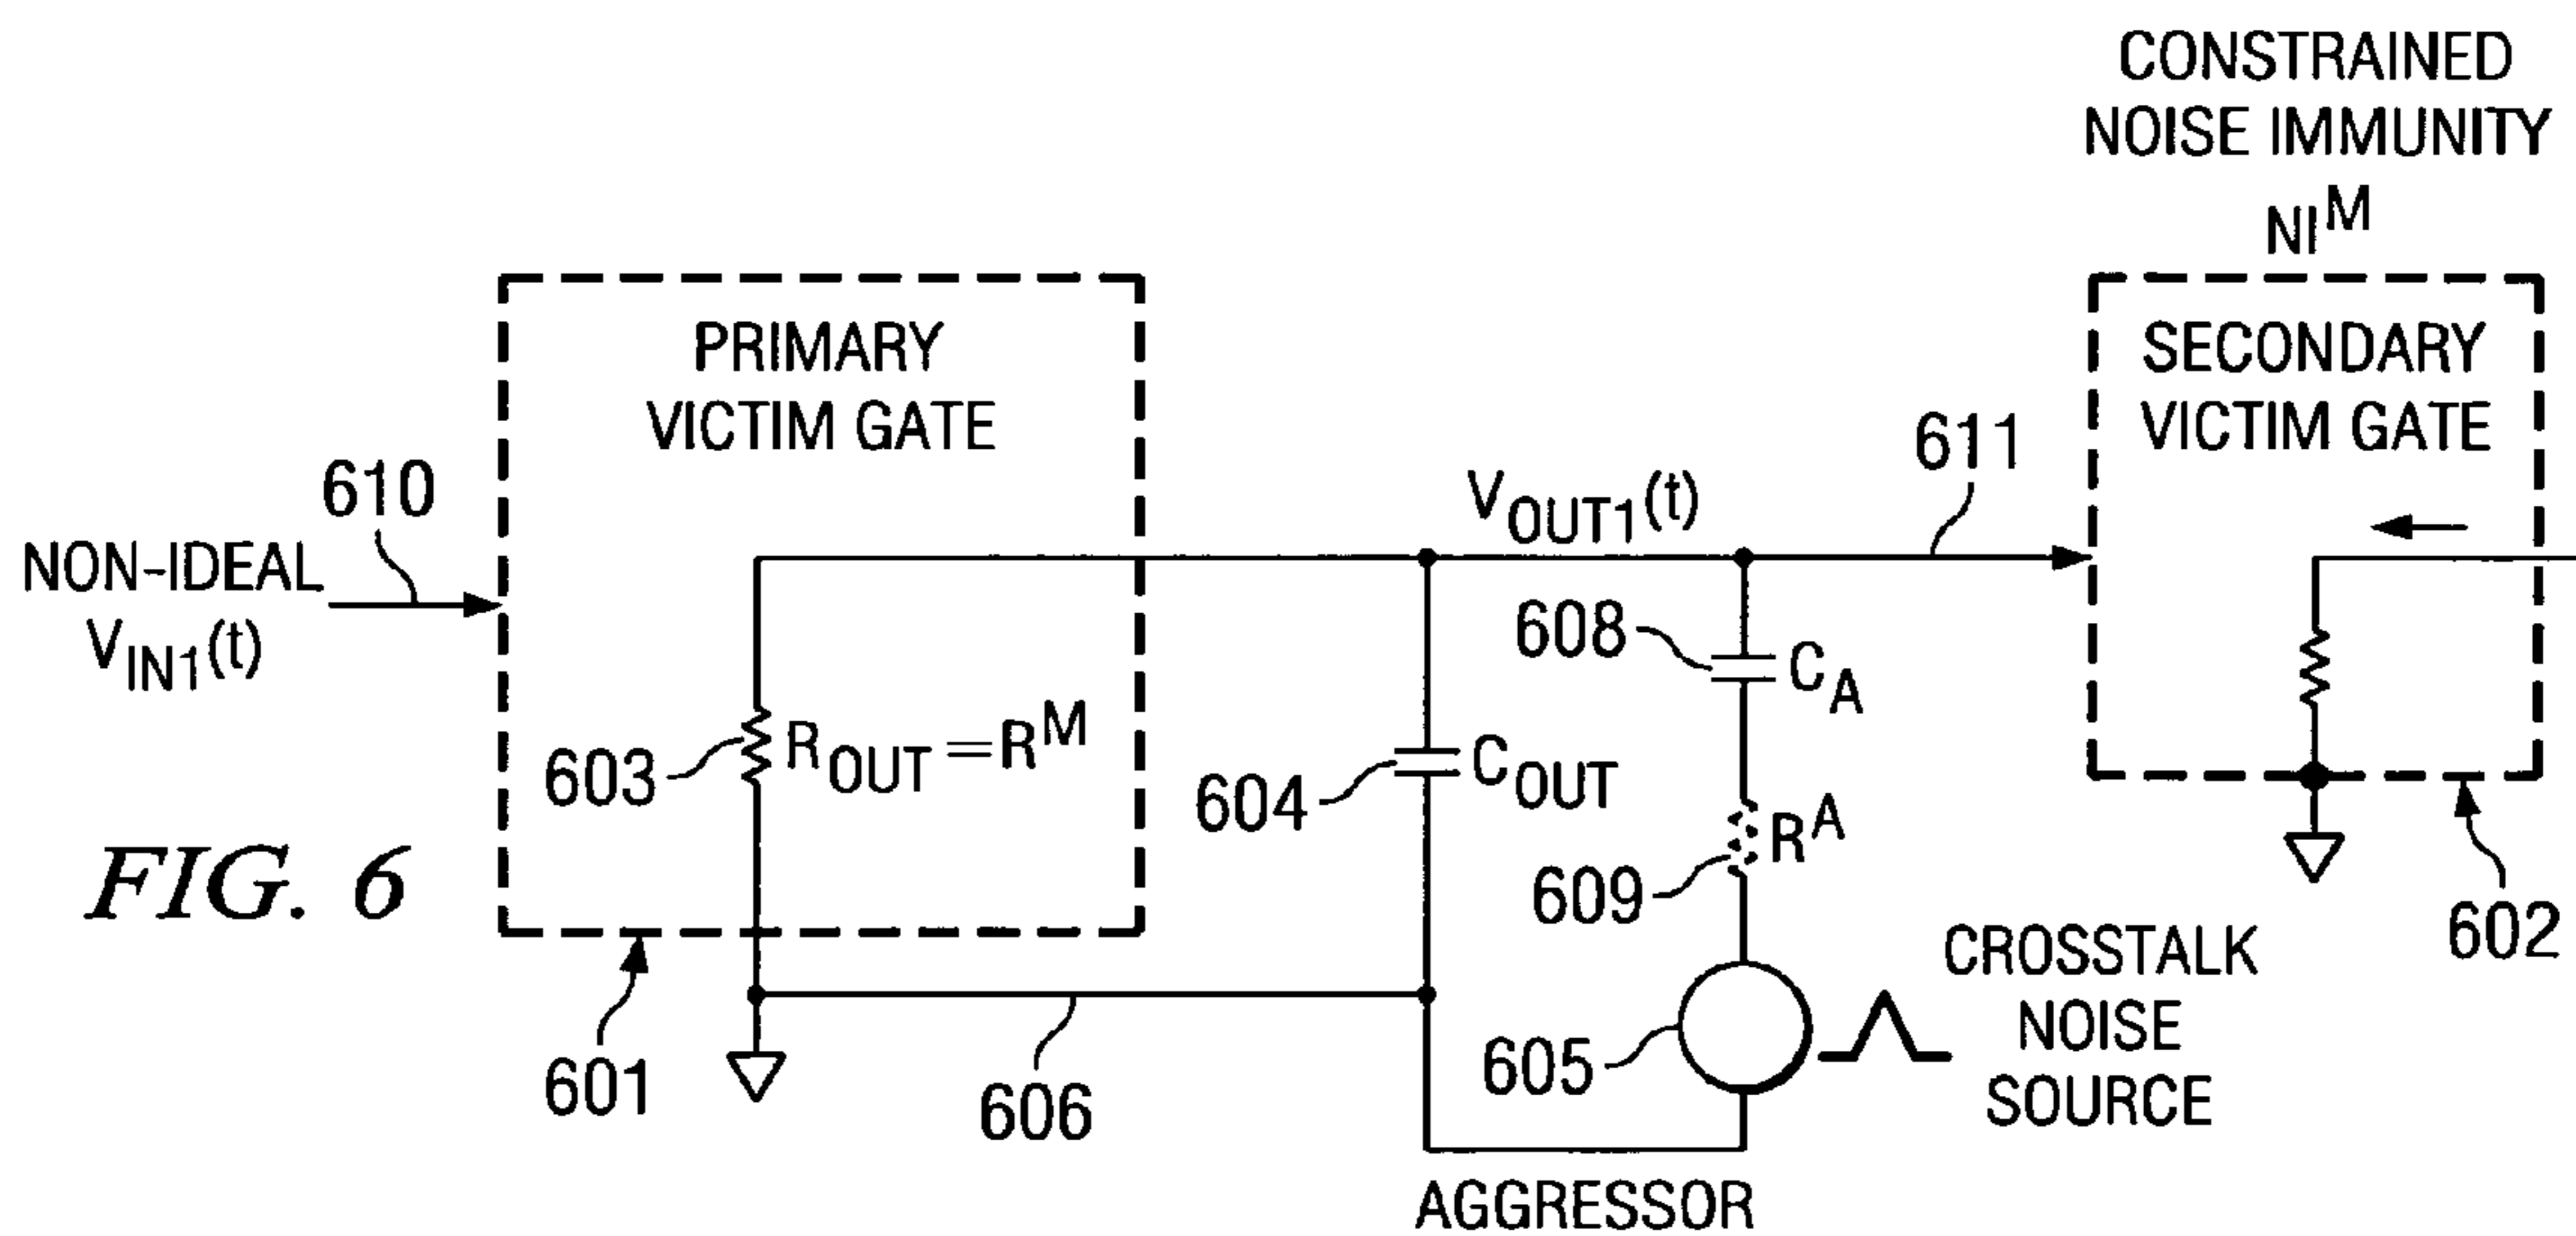 CONSTRAINED
NOISE IMMUNITY
NI^M
PRIMARY
VICTIM GATE
SECONDARY
VICTIM GATE
610
611
V_OUT1(t)
NON-IDEAL
V_IN1(t)
608
C_A
603
R_OUT=R^M
604
C_OUT
R^A
609
FIG. 6
602
CROSSTALK
NOISE
SOURCE
605
601
606
AGGRESSOR